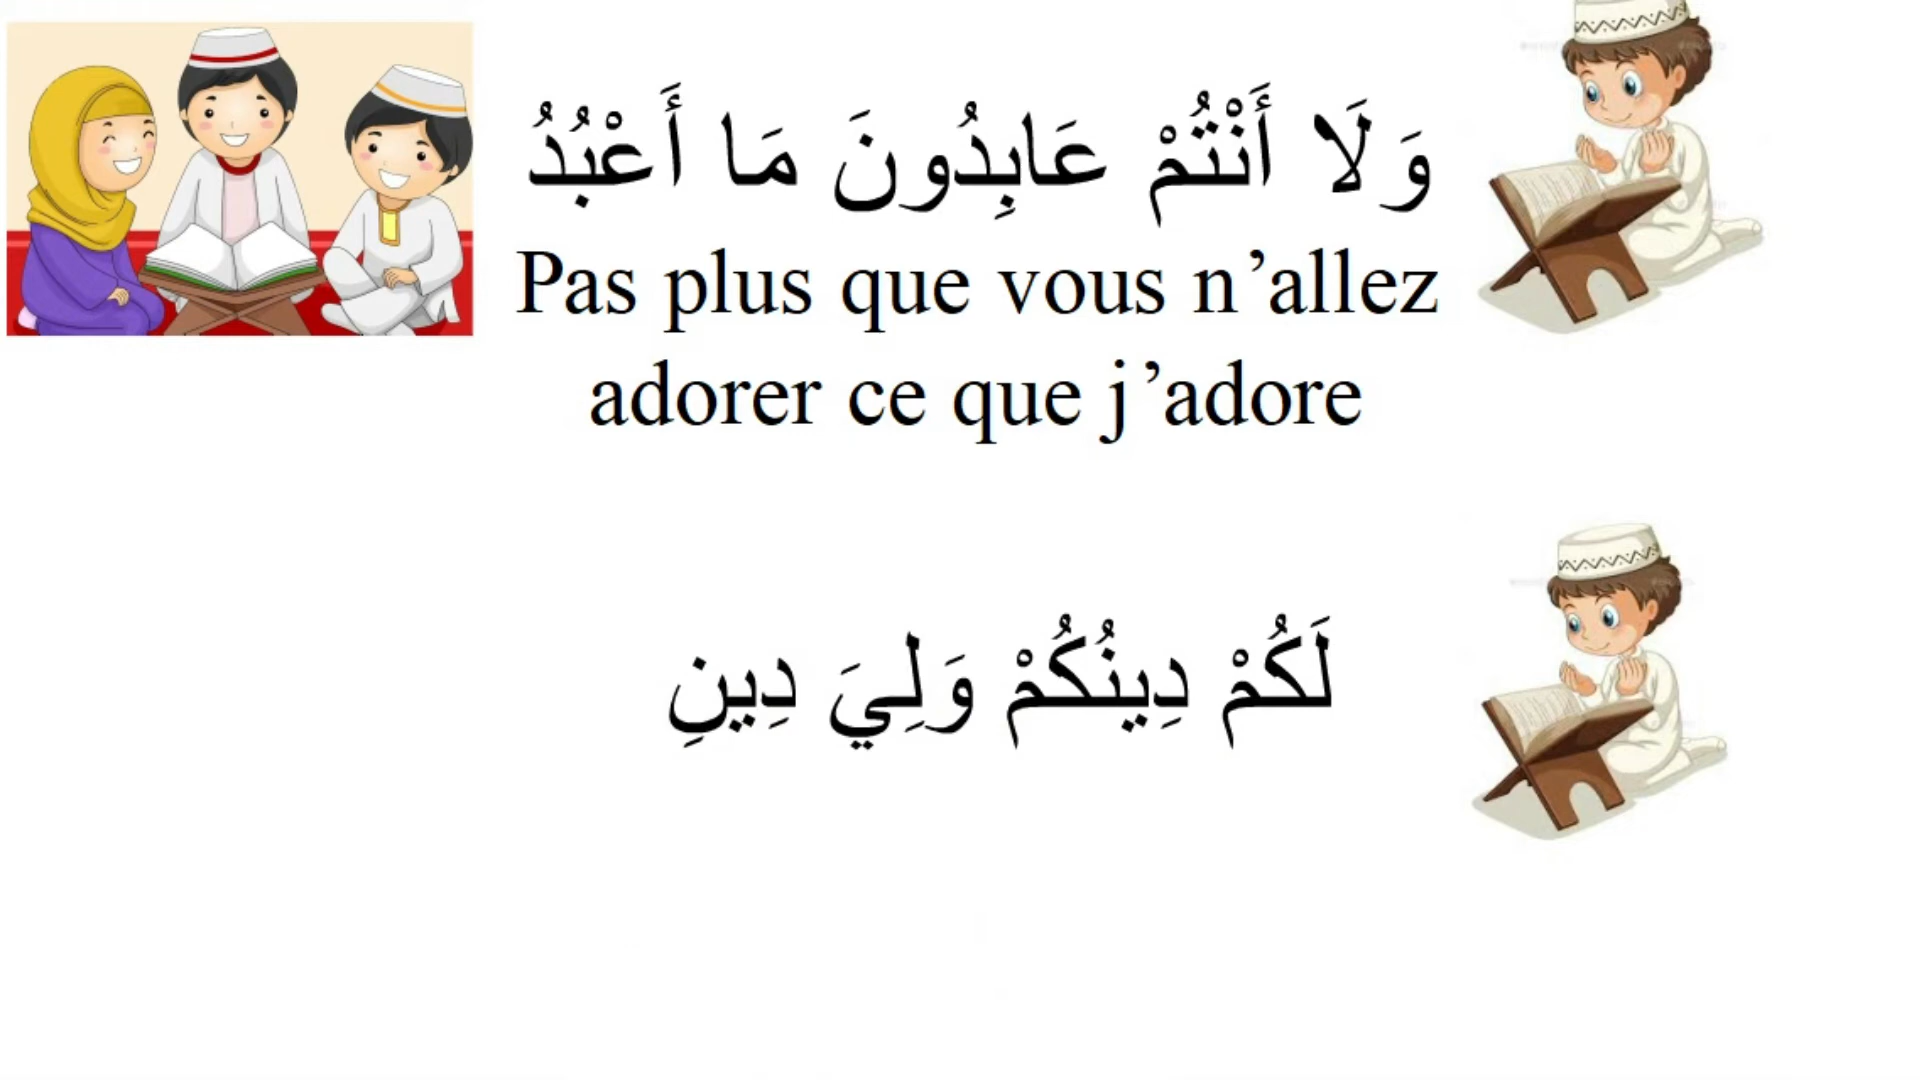 وَلَا أَنْتُمْ عَابِدُونَ مَا أَعْبُدُ
Pas plus que vous n’allez
adorer ce que j’adore
لَكُمْ دِينُكُمْ وَلِيَ دِينِ